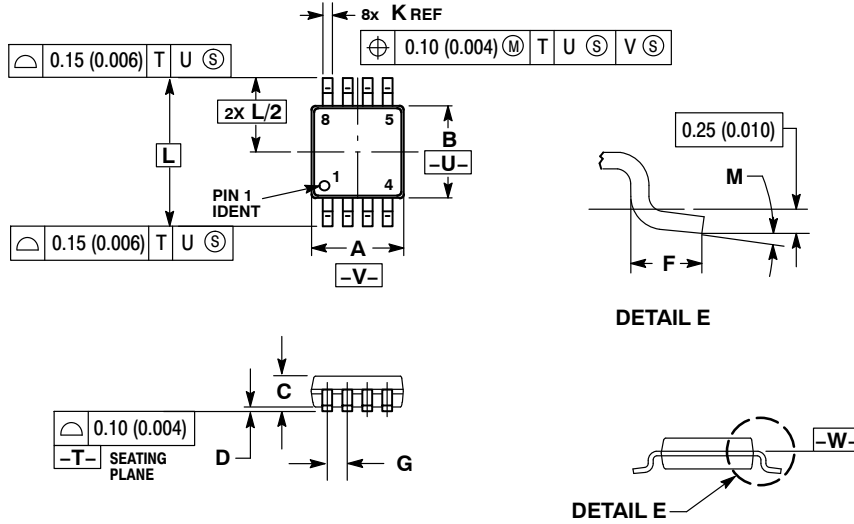 8x K REF
⌖ 0.10 (0.004) Ⓜ T U Ⓢ V Ⓢ
⌓ 0.15 (0.006) T U Ⓢ
2X L/2
L
8 5
1 4
PIN 1
IDENT
B
–U–
⌓ 0.15 (0.006) T U Ⓢ
A
–V–
0.25 (0.010)
M
F
DETAIL E
C
⌓ 0.10 (0.004)
–T– SEATING
PLANE
D
G
–W–
DETAIL E